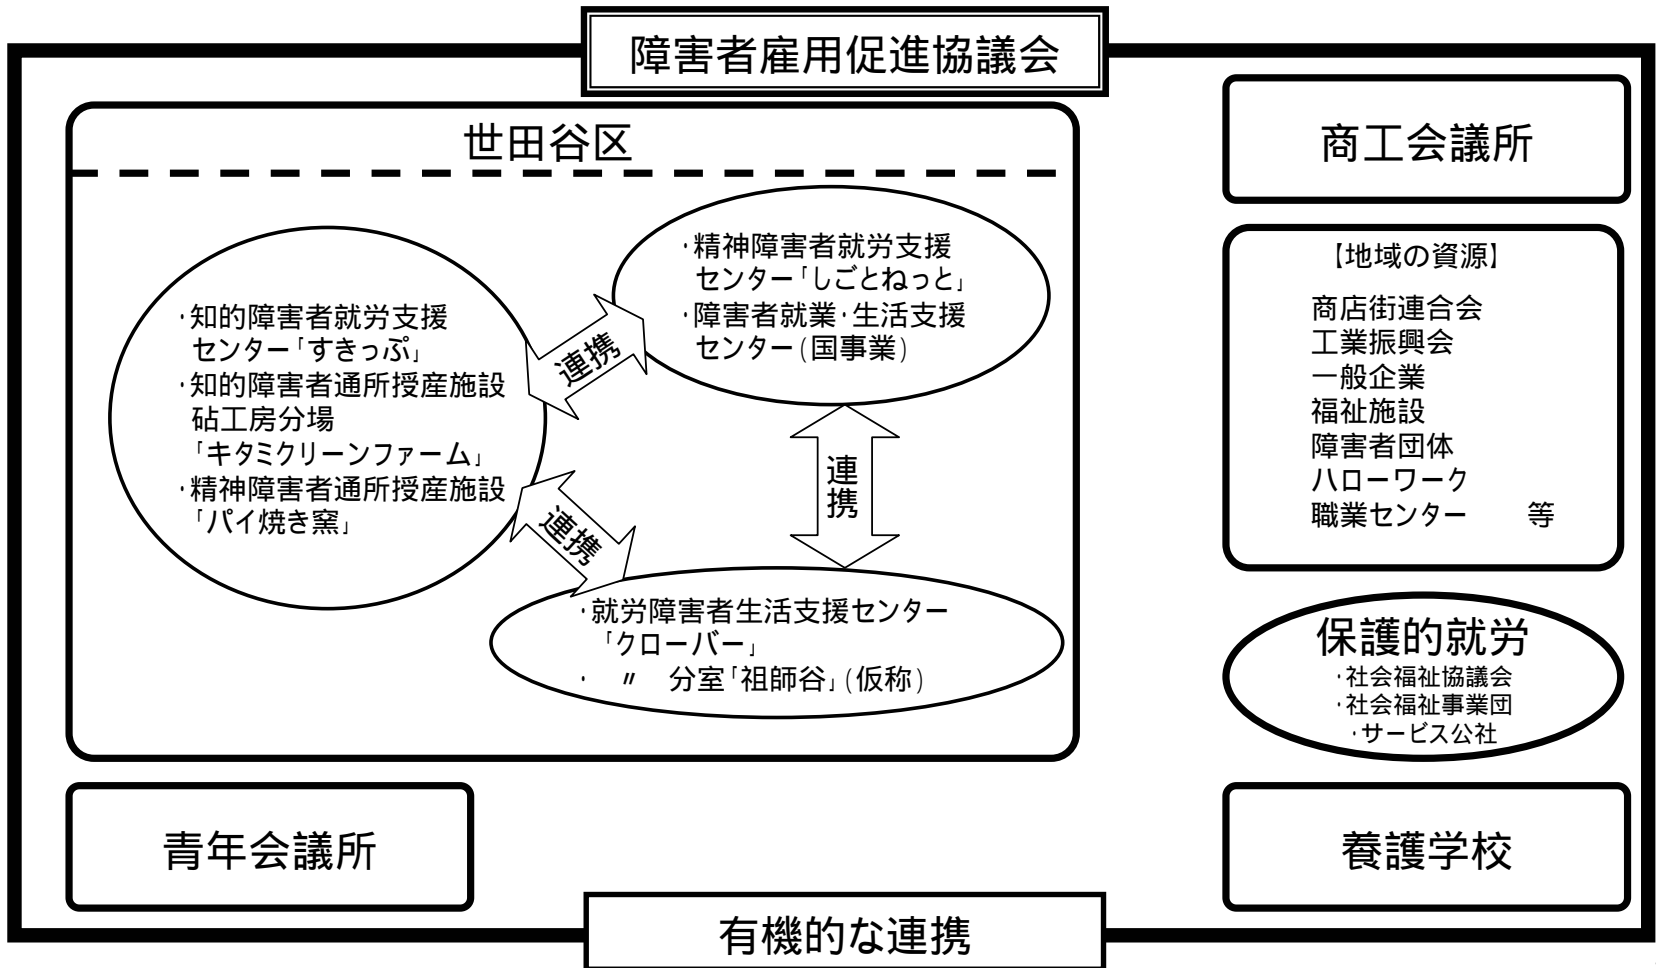 障害者雇用促進協議会
世田谷区
・知的障害者就労支援
センター「すきっぷ」
・知的障害者通所授産施設
砧工房分場
「キタミクリーンファーム」
・精神障害者通所授産施設
「パイ焼き窯」
連携
・精神障害者就労支援
センター「しごとねっと」
・障害者就業・生活支援
センター(国事業)
連携
連携
・就労障害者生活支援センター
「クローバー」
・ 〃 分室「祖師谷」(仮称)
商工会議所
【地域の資源】
商店街連合会
工業振興会
一般企業
福祉施設
障害者団体
ハローワーク
職業センター 等
保護的就労
・社会福祉協議会
・社会福祉事業団
・サービス公社
青年会議所
養護学校
有機的な連携